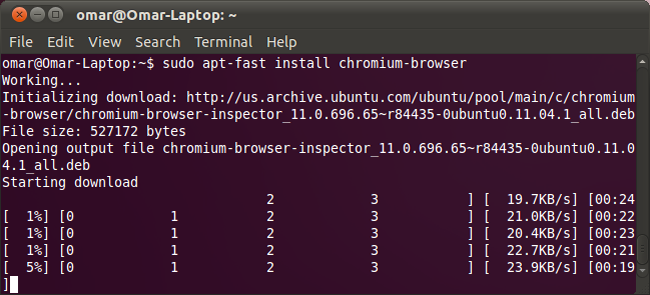 omar@Omar-Laptop: ~
File Edit View Search Terminal Help
omar@Omar-Laptop:~$ sudo apt-fast install chromium-browser
Working...
Initializing download: http://us.archive.ubuntu.com/ubuntu/pool/main/c/chromium
-browser/chromium-browser-inspector_11.0.696.65~r84435-0ubuntu0.11.04.1_all.deb
File size: 527172 bytes
Opening output file chromium-browser-inspector_11.0.696.65~r84435-0ubuntu0.11.0
4.1_all.deb
Starting download
2 3 ] [ 19.7KB/s] [00:24
[ 1%] [0 1 2 3 ] [ 21.0KB/s] [00:22
[ 1%] [0 1 2 3 ] [ 20.4KB/s] [00:23
[ 1%] [0 1 2 3 ] [ 22.7KB/s] [00:21
[ 5%] [0 1 2 3 ] [ 23.9KB/s] [00:19
]